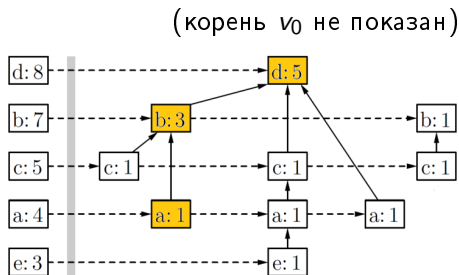 (корень v₀ не показан)
d: 8 d: 5
b: 7 b: 3 b: 1
c: 5 c: 1 c: 1 c: 1
a: 4 a: 1 a: 1 a: 1
e: 3 e: 1